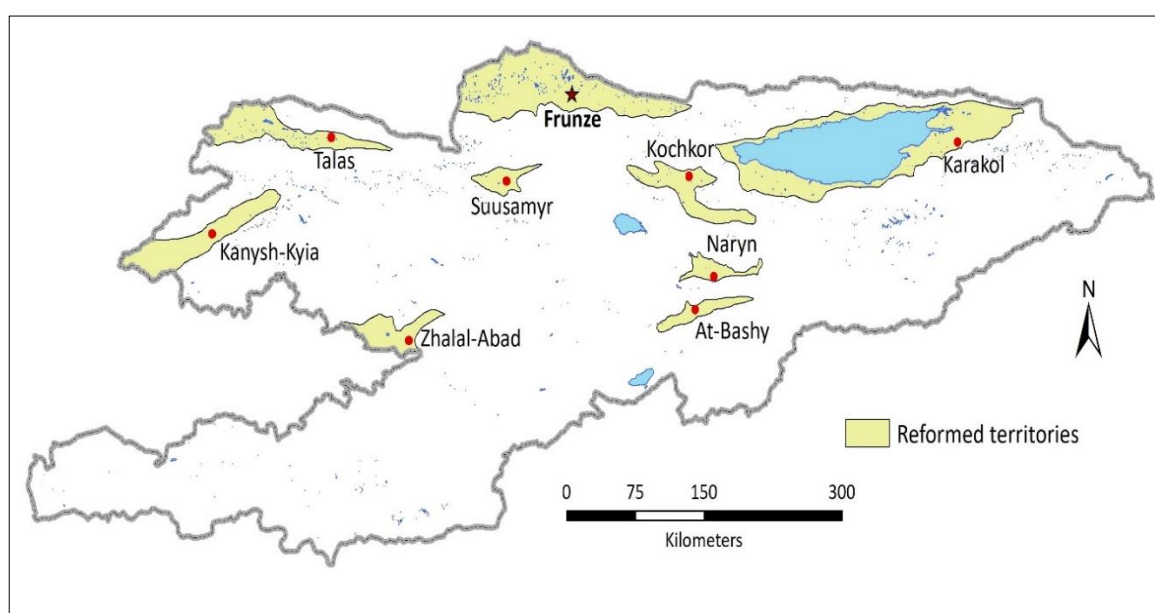 Frunze
Talas
Kochkor
Karakol
Suusamyr
Kanysh-Kyia
Naryn
At-Bashy
Zhalal-Abad
N
Reformed territories
0 75 150 300
Kilometers